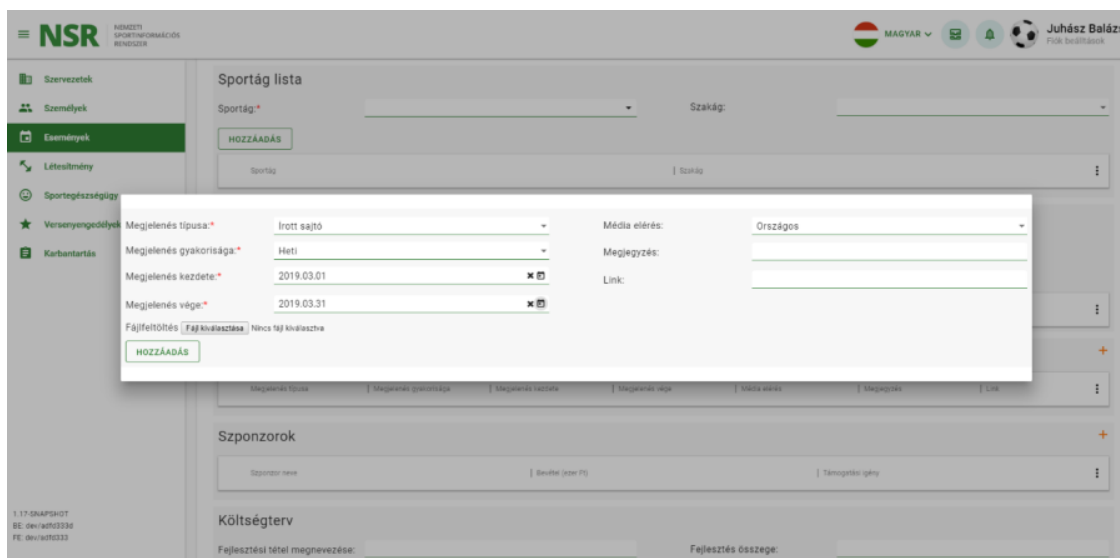 NSR
NEMZETI
SPORTINFORMÁCIÓS
RENDSZER
MAGYAR
Juhász Baláz
Fiók beállítások
Szervezetek
Személyek
Események
Létesítmény
Sportegészségügy
Versenyengedélyek
Karbantartás
Sportág lista
Sportág:*
Szakág:
HOZZÁADÁS
Sportág
Szakág
Megjelenés típusa:*
Írott sajtó
Média elérés:
Országos
Megjelenés gyakorisága:*
Heti
Megjegyzés:
Megjelenés kezdete:*
2019.03.01
Link:
Megjelenés vége:*
2019.03.31
Fájlfeltöltés Fájl kiválasztása Nincs fájl kiválasztva
HOZZÁADÁS
Megjelenés típusa
Megjelenés gyakorisága
Megjelenés kezdete
Megjelenés vége
Média elérés
Megjegyzés
Link
Szponzorok
Szponzor neve
Bevétel (ezer Ft)
Támogatási igény
Költségterv
Fejlesztési tétel megnevezése:
Fejlesztés összege:
1.17-SNAPSHOT
BE: dev/adfd333d
FE: dev/adfd333